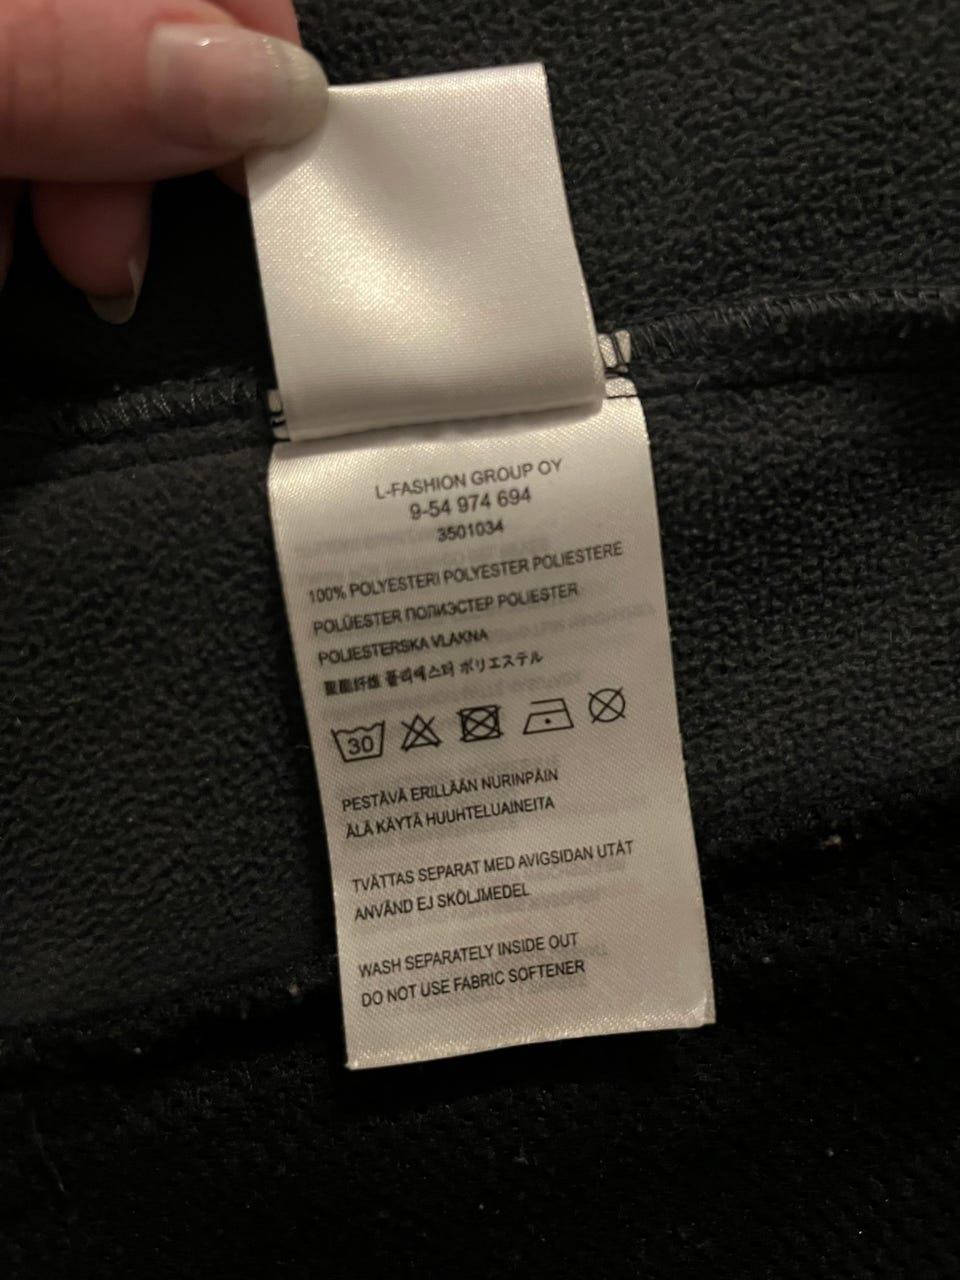 L-FASHION GROUP OY
9-54 974 694
3501034
100% POLYESTERI POLYESTER POLIESTERE
POLÜESTER ПОЛИЭСТЕР POLIESTER
POLIESTERSKA VLAKNA
聚酯纤维 폴리에스터 ポリエステル
30
PESTÄVÄ ERILLÄÄN NURINPÄIN
ÄLÄ KÄYTÄ HUUHTELUAINEITA
TVÄTTAS SEPARAT MED AVIGSIDAN UTÅT
ANVÄND EJ SKÖLJMEDEL
WASH SEPARATELY INSIDE OUT
DO NOT USE FABRIC SOFTENER